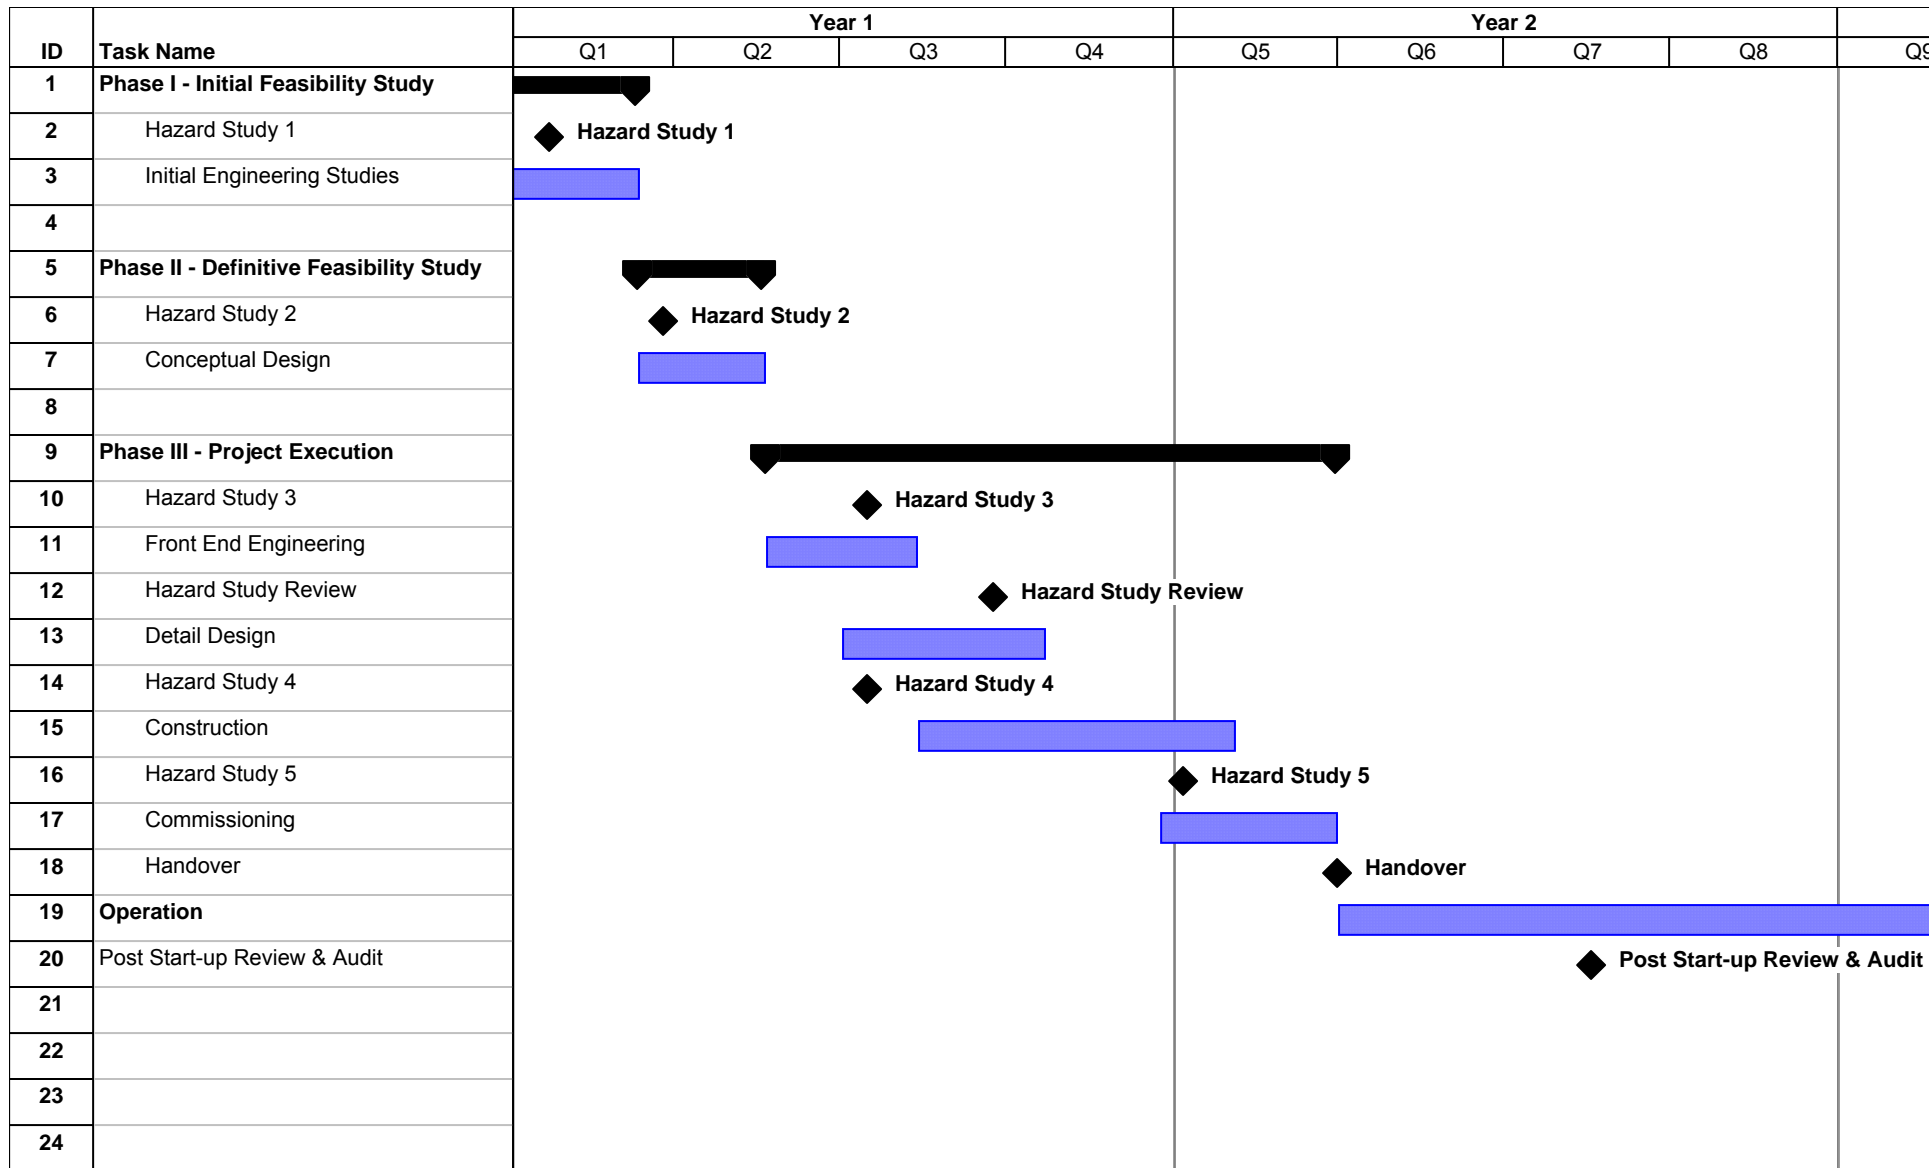 Year 1 Year 2
ID Task Name Q1 Q2 Q3 Q4 Q5 Q6 Q7 Q8 Q9
1 Phase I - Initial Feasibility Study
2 Hazard Study 1 Hazard Study 1
3 Initial Engineering Studies
4
5 Phase II - Definitive Feasibility Study
6 Hazard Study 2 Hazard Study 2
7 Conceptual Design
8
9 Phase III - Project Execution
10 Hazard Study 3 Hazard Study 3
11 Front End Engineering
12 Hazard Study Review Hazard Study Review
13 Detail Design
14 Hazard Study 4 Hazard Study 4
15 Construction
16 Hazard Study 5 Hazard Study 5
17 Commissioning
18 Handover Handover
19 Operation
20 Post Start-up Review & Audit Post Start-up Review & Audit
21
22
23
24